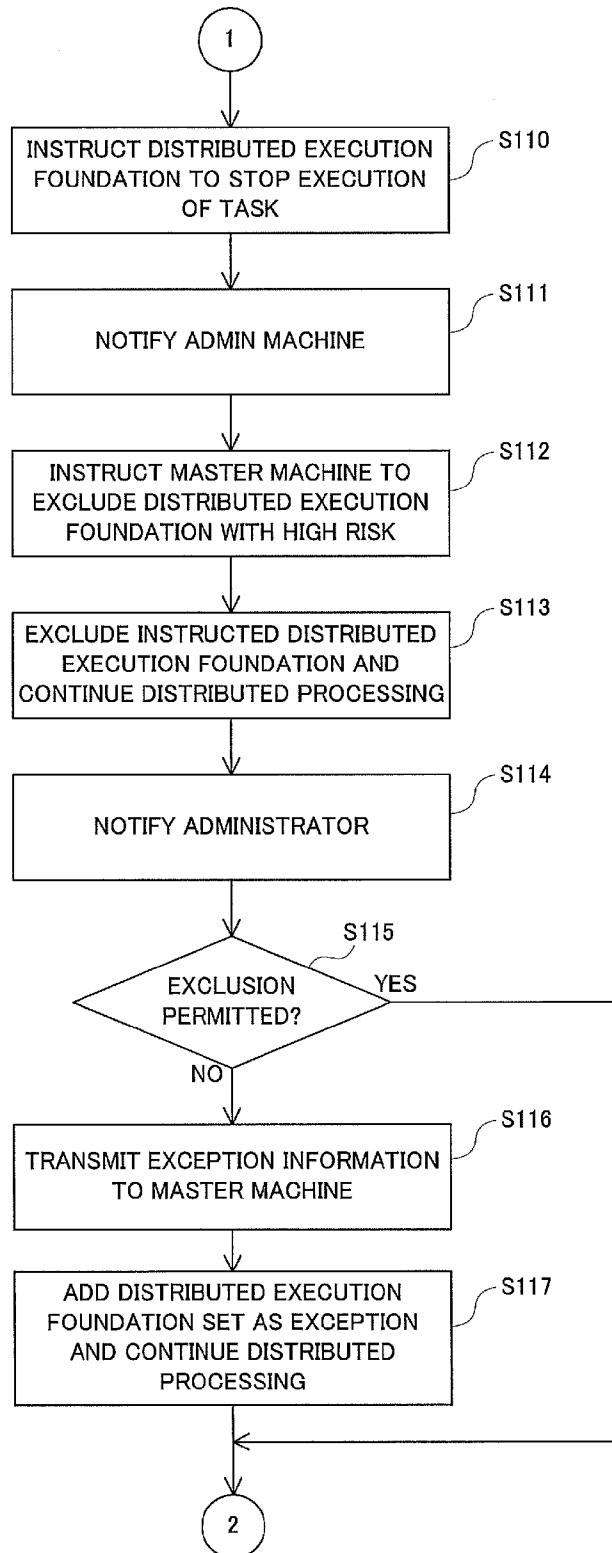 1
INSTRUCT DISTRIBUTED EXECUTION
FOUNDATION TO STOP EXECUTION
OF TASK
S110
NOTIFY ADMIN MACHINE
S111
INSTRUCT MASTER MACHINE TO
EXCLUDE DISTRIBUTED EXECUTION
FOUNDATION WITH HIGH RISK
S112
EXCLUDE INSTRUCTED DISTRIBUTED
EXECUTION FOUNDATION AND
CONTINUE DISTRIBUTED PROCESSING
S113
NOTIFY ADMINISTRATOR
S114
EXCLUSION
PERMITTED?
S115
YES
NO
TRANSMIT EXCEPTION INFORMATION
TO MASTER MACHINE
S116
ADD DISTRIBUTED EXECUTION
FOUNDATION SET AS EXCEPTION
AND CONTINUE DISTRIBUTED
PROCESSING
S117
2